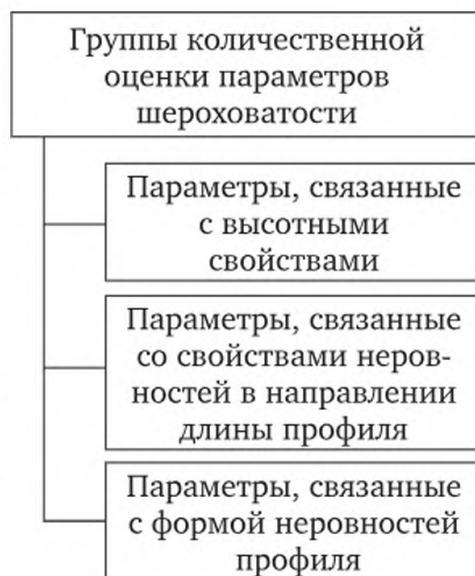 Группы количественной
оценки параметров
шероховатости
Параметры, связанные
с высотными
свойствами
Параметры, связанные
со свойствами неров-
ностей в направлении
длины профиля
Параметры, связанные
с формой неровностей
профиля